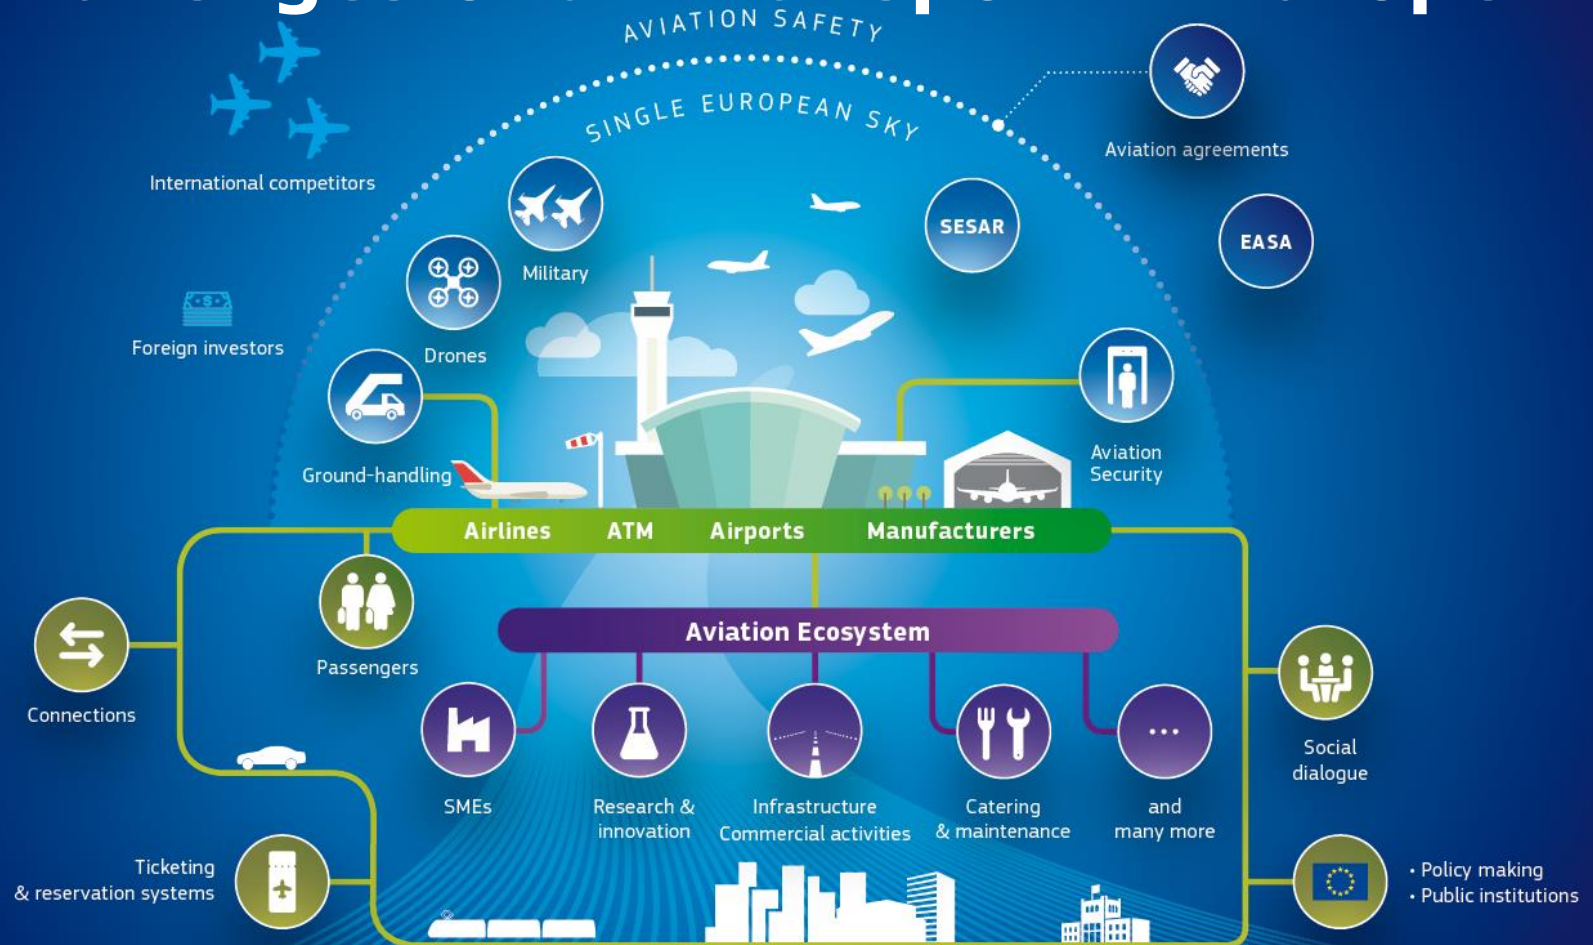 AVIATION SAFETY
SINGLE EUROPEAN SKY
International competitors
Aviation agreements
Military
SESAR
EASA
Foreign investors
Drones
$
Ground-handling
Aviation
Security
Airlines ATM Airports Manufacturers
Aviation Ecosystem
Passengers
Connections
Social
dialogue
SMEs
Research &
innovation
Infrastructure
Commercial activities
Catering
& maintenance
...
and
many more
Ticketing
& reservation systems
• Policy making
• Public institutions